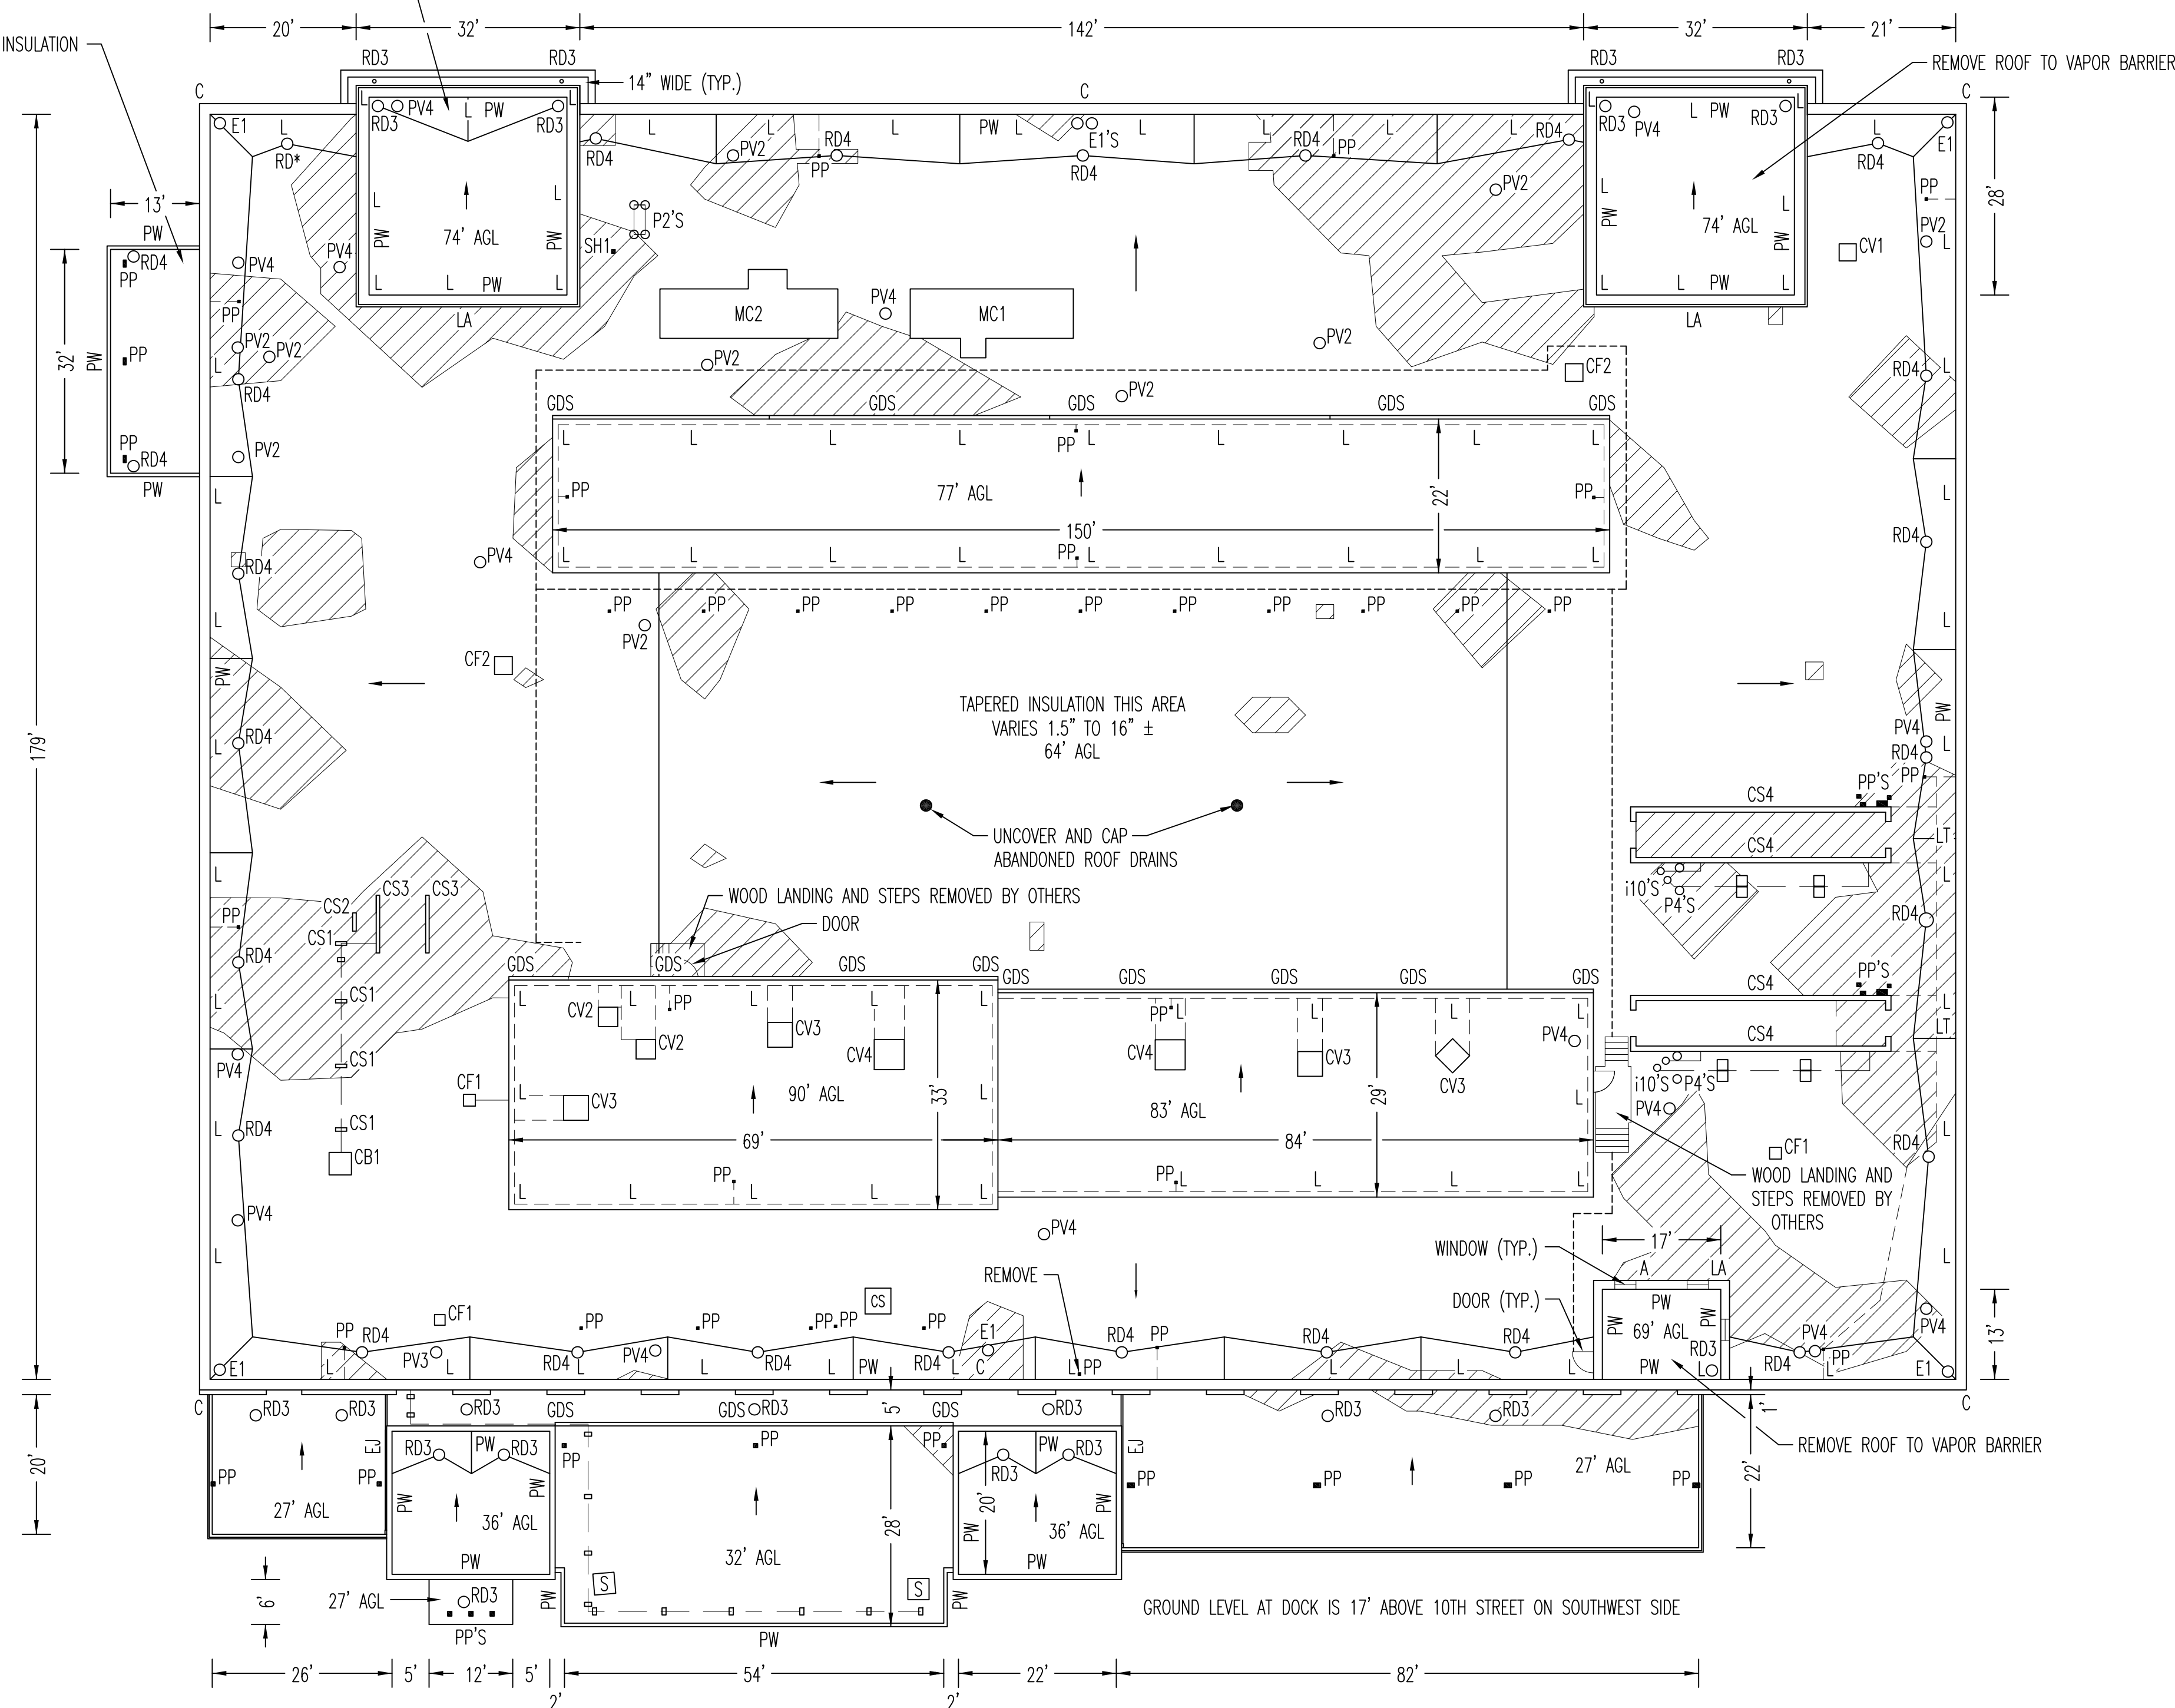 20'
32'
142'
32'
21'
INSULATION
RD3
RD3
14" WIDE (TYP.)
RD3
RD3
REMOVE ROOF TO VAPOR BARRIER
C
C
C
E1
L
RD*
L
L
L
RD3
PV4
PW
RD3
RD4
L
L
PV2
PP
RD4
L
PW
L
E1'S
RD4
L
L
RD4
PP
L
RD4
PV2
L
L
L
RD3
PV4
PW
RD3
L
RD4
E1
13'
PW
PV4
PV4
L
PW
74' AGL
L
PW
P2'S
SH1
L
PW
74' AGL
L
PW
CV1
PP
PV2
L
28'
RD4
PP
PP
L
L
PW
L
LA
MC2
PV4
MC1
L
L
PW
L
LA
32'
PW
PP
PV2
PV2
L
RD4
PV2
PV2
PV2
CF2
RD4
L
L
GDS
GDS
GDS
GDS
GDS
PP
RD4
PW
PV2
L
L
L
L
PP
L
L
L
L
L
L
PP
77' AGL
22'
PP
L
150'
PV4
L
L
L
L
PP
L
L
L
L
L
RD4
RD4
L
PP
PP
PP
PP
PP
PP
PP
PP
PP
PP
PP
PV2
L
CF2
PW
179'
TAPERED INSULATION THIS AREA
VARIES 1.5" TO 16" ±
64' AGL
PW
L
RD4
PV4
L
RD4
PP'S
PP
CS4
UNCOVER AND CAP
ABANDONED ROOF DRAINS
LT
CS4
L
CS3
CS3
CS2
WOOD LANDING AND STEPS REMOVED BY OTHERS
i10'S
P4'S
L
PP
CS1
DOOR
RD4
RD4
GDS
GDS
GDS
GDS
GDS
GDS
GDS
GDS
GDS
CS4
PP'S
L
CS1
L
CV2
L
PP
L
CV3
L
L
PP
L
L
L
L
L
LT
CV2
CV4
CV4
CV3
CV3
PV4
CS4
PV4
CS1
CF1
L
CV3
90' AGL
L
33'
83' AGL
29'
L
i10'S
P4'S
PV4
L
RD4
CS1
69'
84'
RD4
CB1
CF1
PP
PP
L
L
L
L
L
L
L
L
L
L
WOOD LANDING AND
STEPS REMOVED BY
OTHERS
PV4
PV4
L
17'
WINDOW (TYP.)
L
REMOVE
A
LA
CS
DOOR (TYP.)
PW
CF1
PP
PP
PP
PP
PP
E1
PW
69' AGL
PW
PV4
13'
PP
RD4
PV3
RD4
PV4
RD4
RD4
RD4
PP
RD4
RD4
RD3
RD4
PV4
PP
E1
L
L
L
L
L
PW
L
C
L
PP
L
L
L
PW
L
L
E1
C
RD3
RD3
RD3
GDS
GDS
RD3
GDS
5'
RD3
RD3
RD3
1'
C
EJ
RD3
PW
RD3
PP
PP
PP
RD3
PW
RD3
EJ
REMOVE ROOF TO VAPOR BARRIER
20'
PP
PP
PW
PW
20'
PW
PP
PP
PP
27' AGL
PP
22'
27' AGL
36' AGL
28'
PW
36' AGL
PW
32' AGL
PW
6'
27' AGL
RD3
PW
S
S
PW
GROUND LEVEL AT DOCK IS 17' ABOVE 10TH STREET ON SOUTHWEST SIDE
PP'S
PW
26'
5'
12'
5'
54'
22'
82'
2'
2'